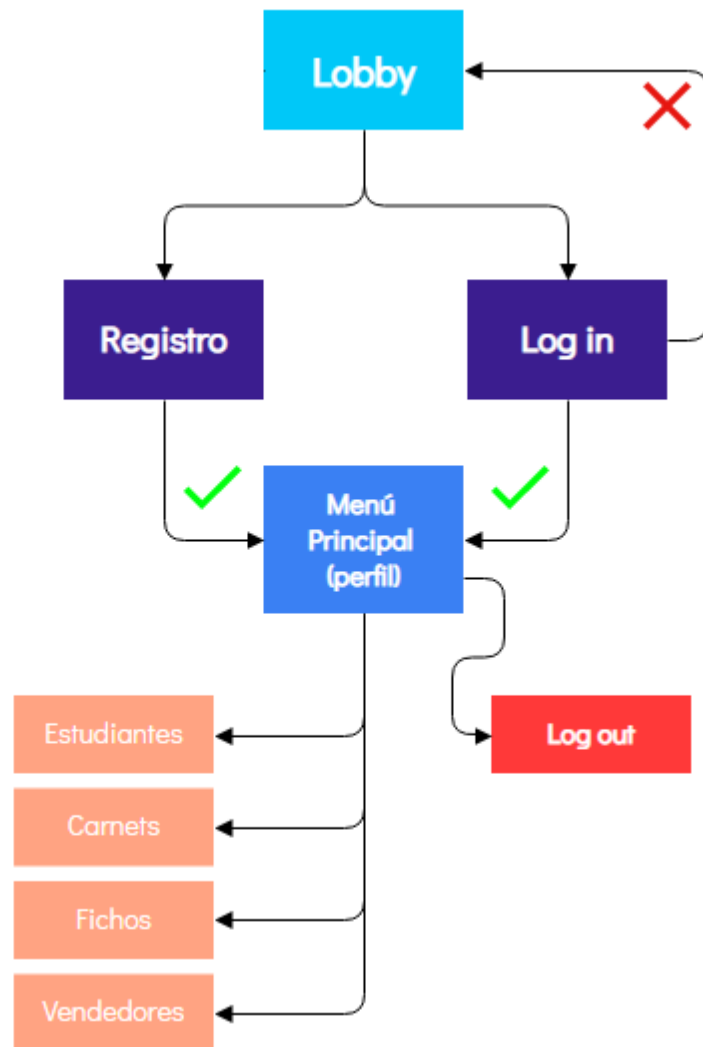 Lobby
Registro
Log in
Menú
Principal
(perfil)
Estudiantes
Log out
Carnets
Fichos
Vendedores